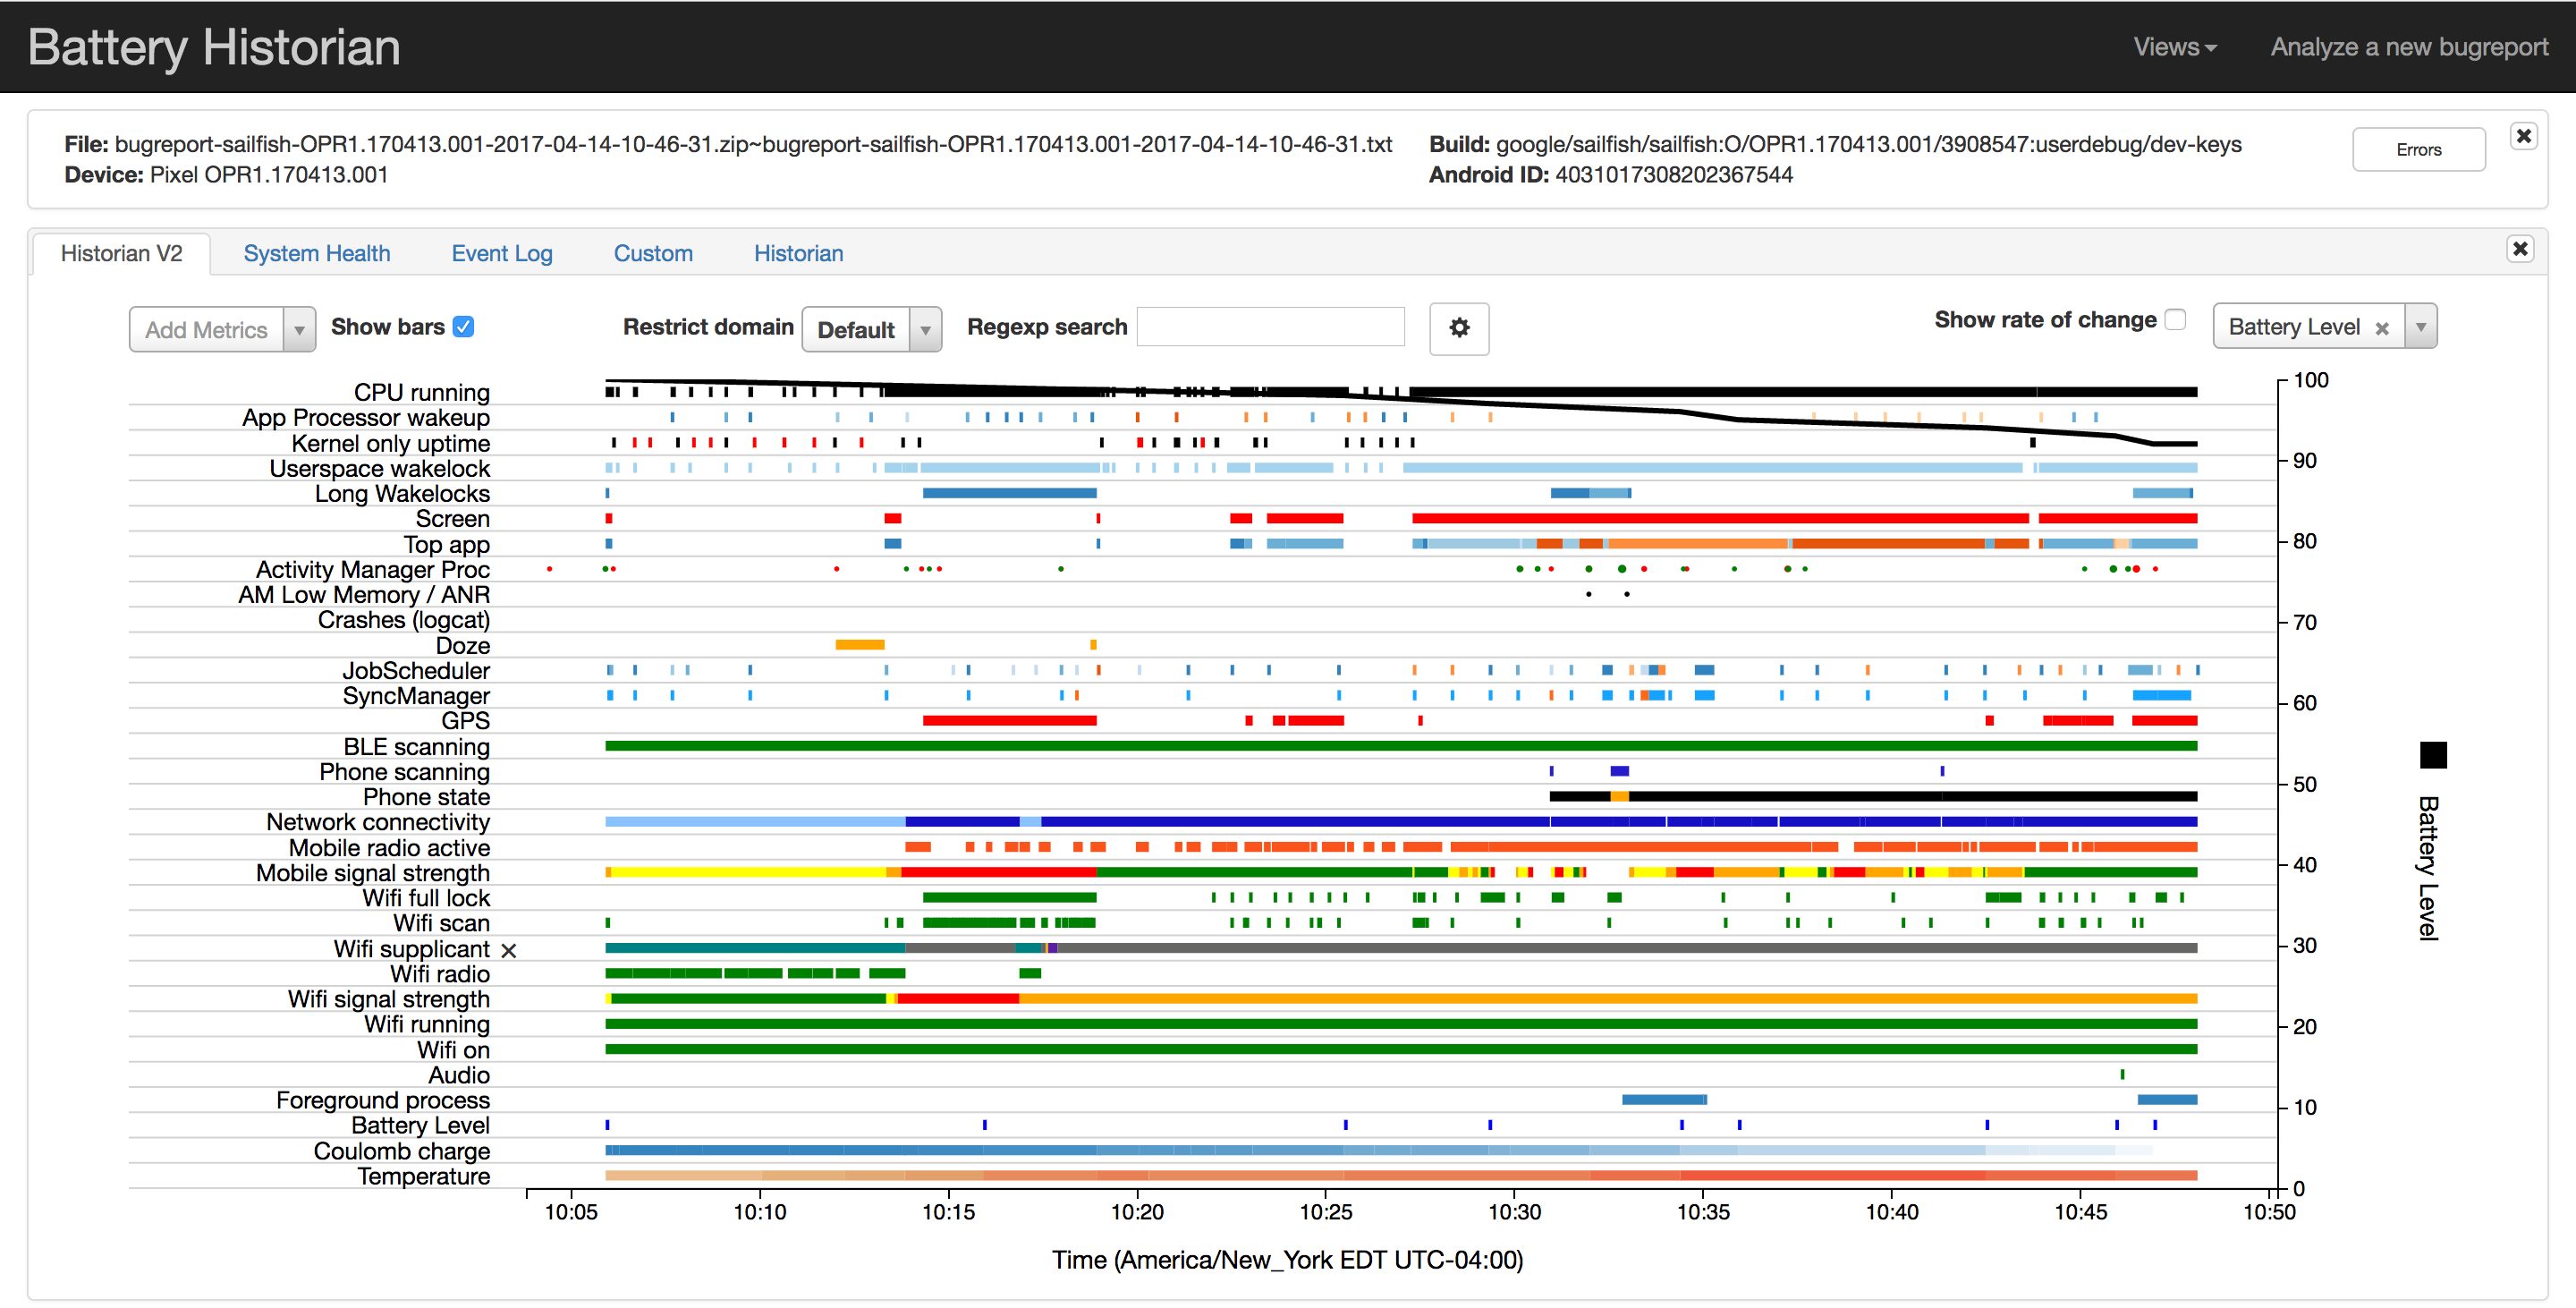 Battery Historian
Views
Analyze a new bugreport
File: bugreport-sailfish-OPR1.170413.001-2017-04-14-10-46-31.zip~bugreport-sailfish-OPR1.170413.001-2017-04-14-10-46-31.txt
Device: Pixel OPR1.170413.001
Build: google/sailfish/sailfish:O/OPR1.170413.001/3908547:userdebug/dev-keys
Android ID: 4031017308202367544
Errors
Historian V2
System Health
Event Log
Custom
Historian
Add Metrics
Show bars
Restrict domain
Default
Regexp search
Show rate of change
Battery Level
CPU running
App Processor wakeup
Kernel only uptime
Userspace wakelock
Long Wakelocks
Screen
Top app
Activity Manager Proc
AM Low Memory / ANR
Crashes (logcat)
Doze
JobScheduler
SyncManager
GPS
BLE scanning
Phone scanning
Phone state
Network connectivity
Mobile radio active
Mobile signal strength
Wifi full lock
Wifi scan
Wifi supplicant
Wifi radio
Wifi signal strength
Wifi running
Wifi on
Audio
Foreground process
Battery Level
Coulomb charge
Temperature
100
90
80
70
60
50
40
30
20
10
0
Battery Level
10:05
10:10
10:15
10:20
10:25
10:30
10:35
10:40
10:45
10:50
Time (America/New_York EDT UTC-04:00)